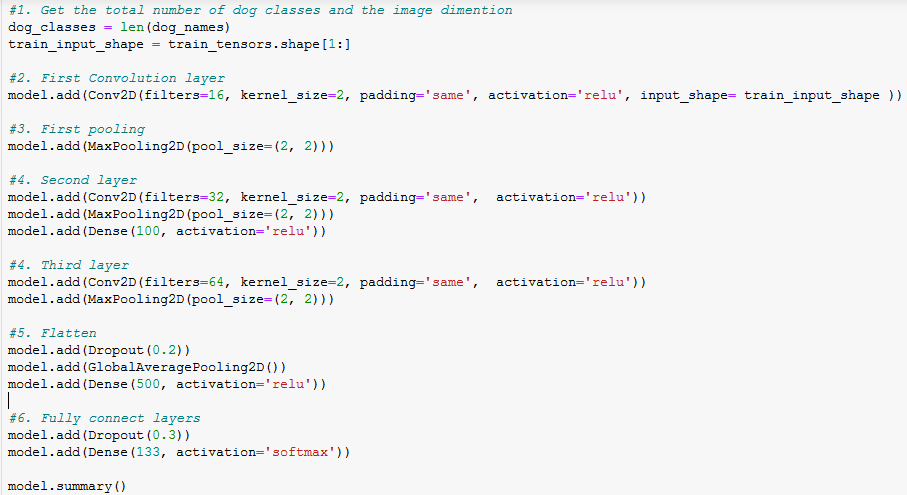 #1. Get the total number of dog classes and the image dimention
dog_classes = len(dog_names)
train_input_shape = train_tensors.shape[1:]
#2. First Convolution layer
model.add(Conv2D(filters=16, kernel_size=2, padding='same', activation='relu', input_shape= train_input_shape ))
#3. First pooling
model.add(MaxPooling2D(pool_size=(2, 2)))
#4. Second layer
model.add(Conv2D(filters=32, kernel_size=2, padding='same',  activation='relu'))
model.add(MaxPooling2D(pool_size=(2, 2)))
model.add(Dense(100, activation='relu'))
#4. Third layer
model.add(Conv2D(filters=64, kernel_size=2, padding='same',  activation='relu'))
model.add(MaxPooling2D(pool_size=(2, 2)))
#5. Flatten
model.add(Dropout(0.2))
model.add(GlobalAveragePooling2D())
model.add(Dense(500, activation='relu'))
#6. Fully connect layers
model.add(Dropout(0.3))
model.add(Dense(133, activation='softmax'))
model.summary()